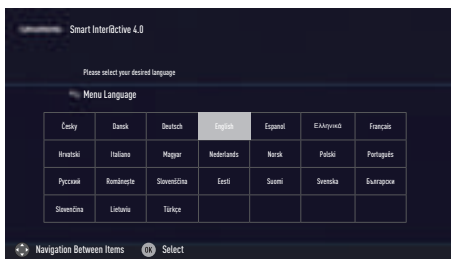 Smart Inter@ctive 4.0
Please select your desired language
Menu Language
Česky Dansk Deutsch English Espanol Ελληνικά Français
Hrvatski Italiano Magyar Nederlands Norsk Polski Português
Русский Româneşte Slovenščina Eesti Suomi Svenska Български
Slovenčina Lietuviu Türkçe
Navigation Between Items OK Select